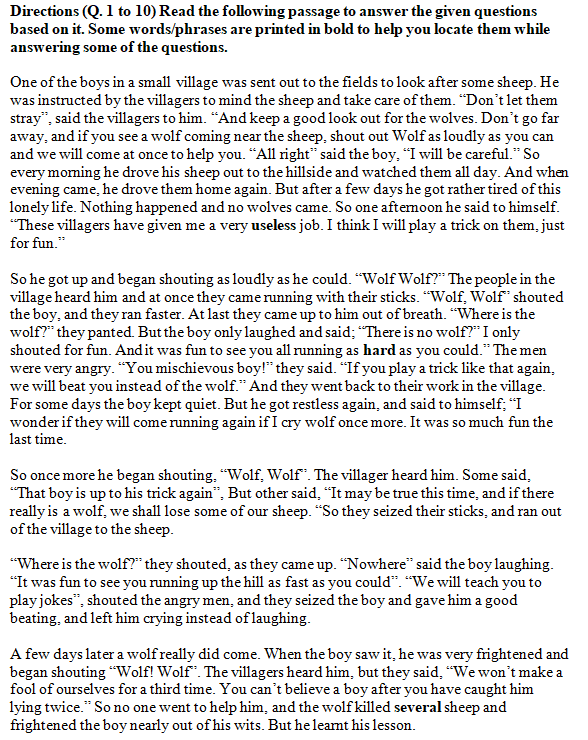 Directions (Q. 1 to 10) Read the following passage to answer the given questions
based on it. Some words/phrases are printed in bold to help you locate them while
answering some of the questions.
One of the boys in a small village was sent out to the fields to look after some sheep. He
was instructed by the villagers to mind the sheep and take care of them. “Don’t let them
stray”, said the villagers to him. “And keep a good look out for the wolves. Don’t go far
away, and if you see a wolf coming near the sheep, shout out Wolf as loudly as you can
and we will come at once to help you. “All right” said the boy, “I will be careful.” So
every morning he drove his sheep out to the hillside and watched them all day. And when
evening came, he drove them home again. But after a few days he got rather tired of this
lonely life. Nothing happened and no wolves came. So one afternoon he said to himself.
“These villagers have given me a very useless job. I think I will play a trick on them, just
for fun.”
So he got up and began shouting as loudly as he could. “Wolf Wolf?” The people in the
village heard him and at once they came running with their sticks. “Wolf, Wolf” shouted
the boy, and they ran faster. At last they came up to him out of breath. “Where is the
wolf?” they panted. But the boy only laughed and said; “There is no wolf?” I only
shouted for fun. And it was fun to see you all running as hard as you could.” The men
were very angry. “You mischievous boy!” they said. “If you play a trick like that again,
we will beat you instead of the wolf.” And they went back to their work in the village.
For some days the boy kept quiet. But he got restless again, and said to himself; “I
wonder if they will come running again if I cry wolf once more. It was so much fun the
last time.
So once more he began shouting, “Wolf, Wolf”. The villager heard him. Some said,
“That boy is up to his trick again”, But other said, “It may be true this time, and if there
really is a wolf, we shall lose some of our sheep. “So they seized their sticks, and ran out
of the village to the sheep.
“Where is the wolf?” they shouted, as they came up. “Nowhere” said the boy laughing.
“It was fun to see you running up the hill as fast as you could”. “We will teach you to
play jokes”, shouted the angry men, and they seized the boy and gave him a good
beating, and left him crying instead of laughing.
A few days later a wolf really did come. When the boy saw it, he was very frightened and
began shouting “Wolf! Wolf”. The villagers heard him, but they said, “We won’t make a
fool of ourselves for a third time. You can’t believe a boy after you have caught him
lying twice.” So no one went to help him, and the wolf killed several sheep and
frightened the boy nearly out of his wits. But he learnt his lesson.